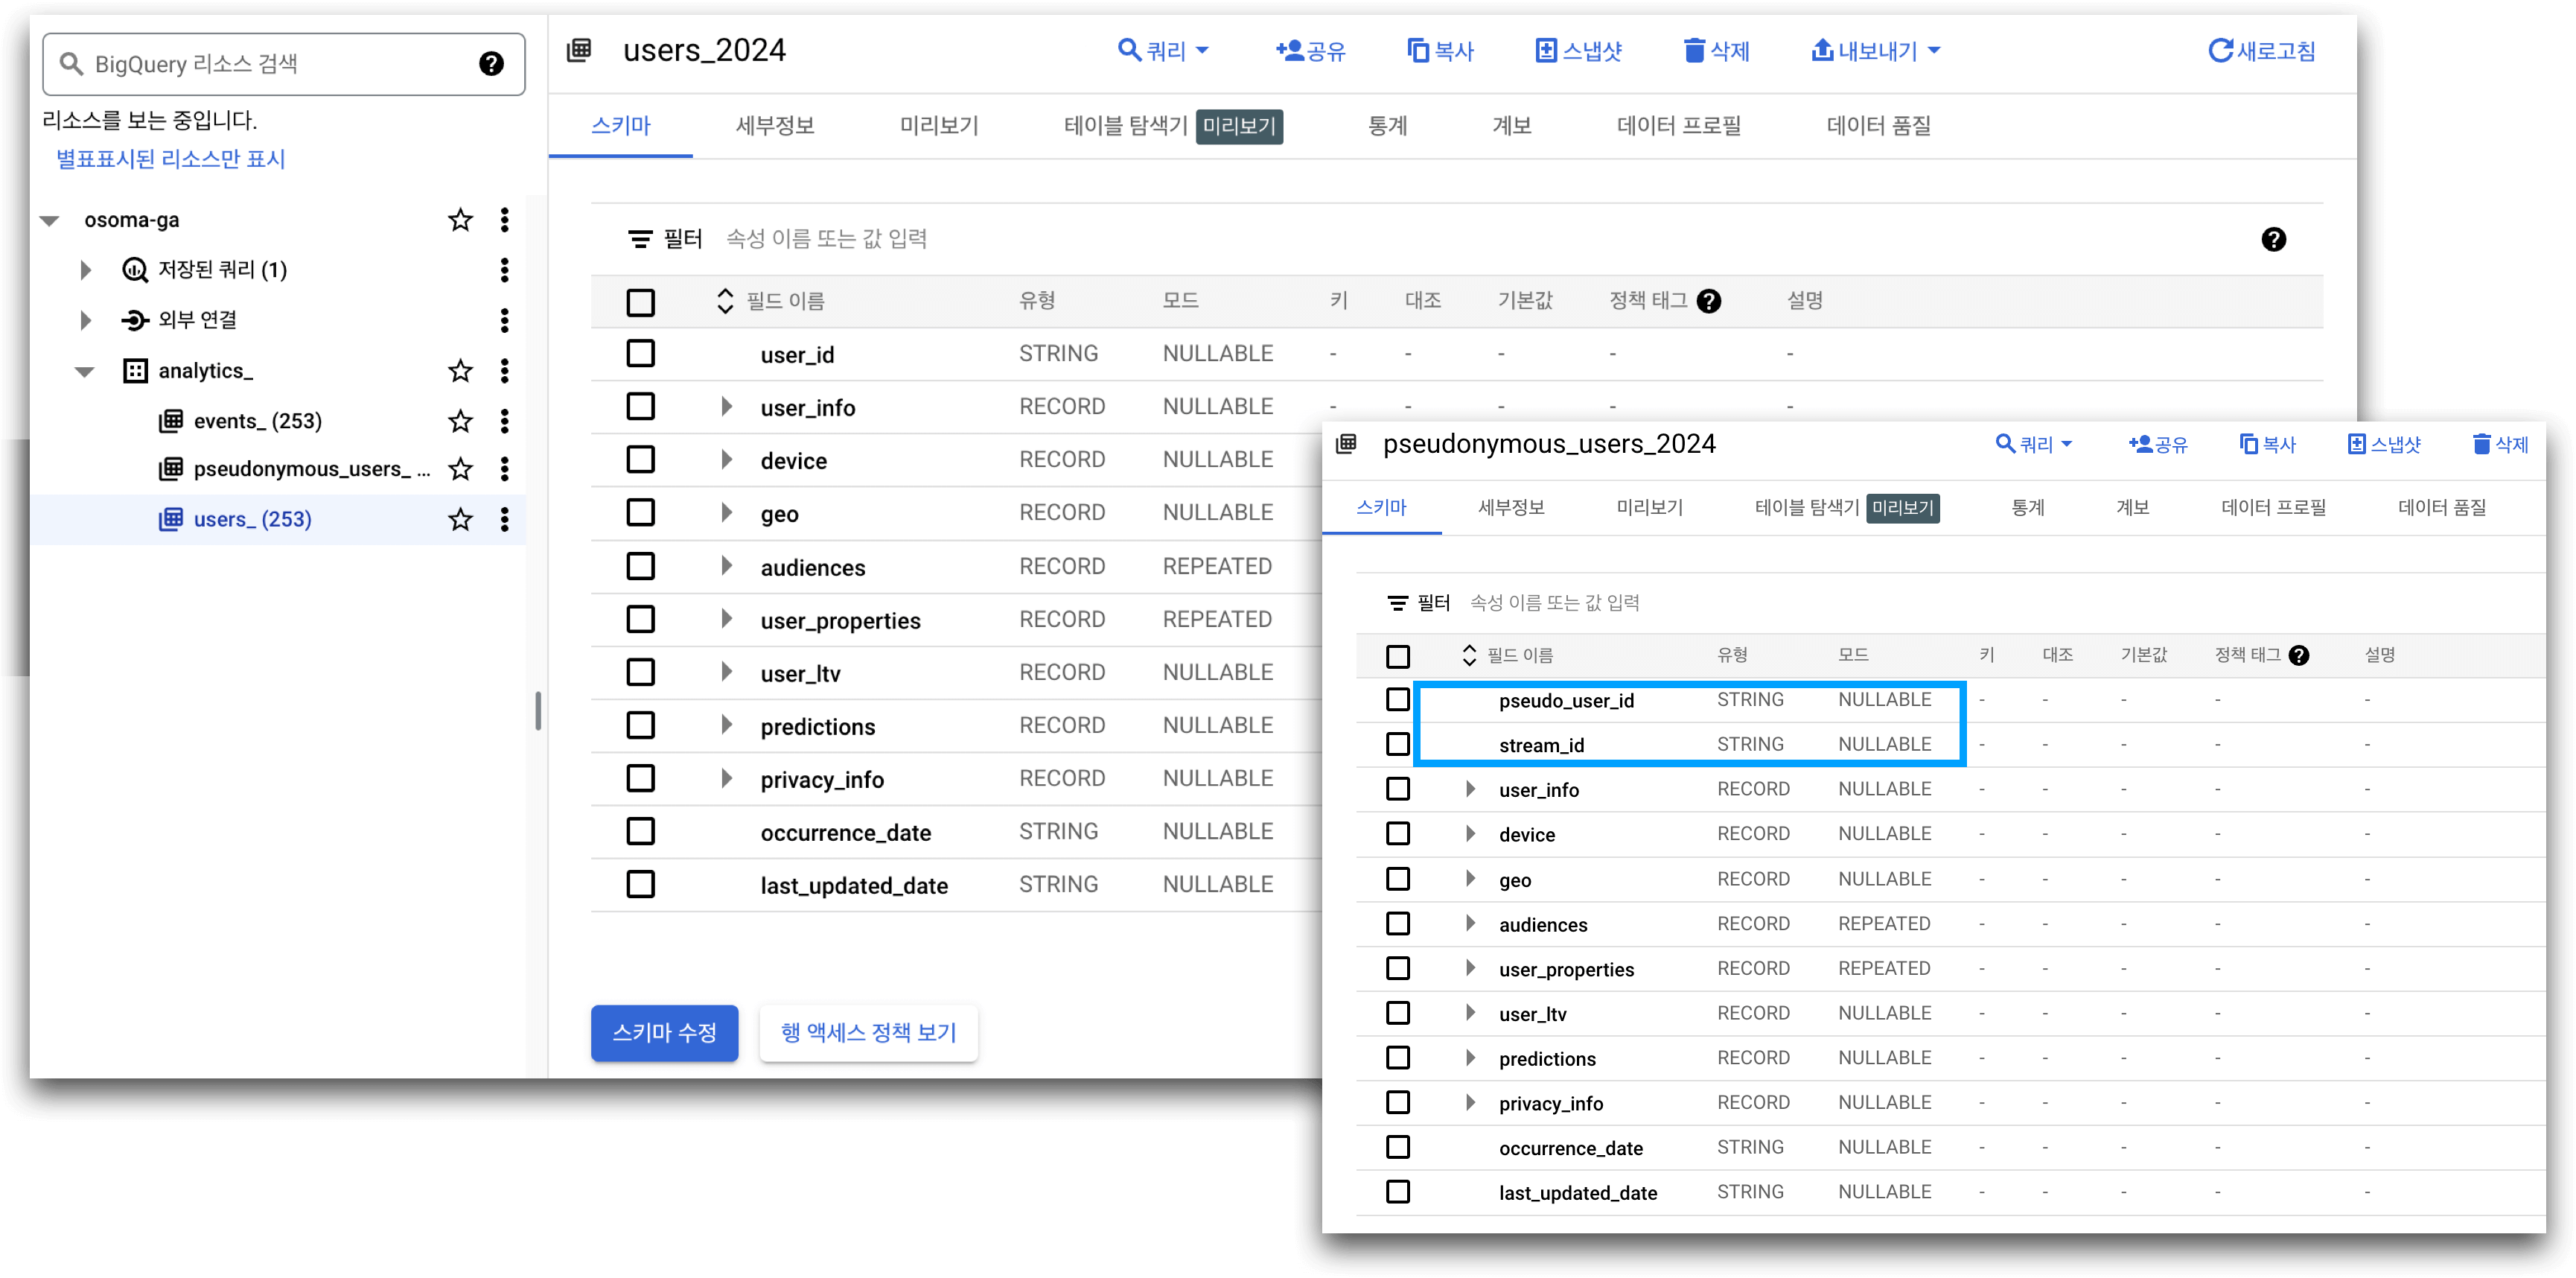 BigQuery 리소스 검색
리소스를 보는 중입니다.
별표표시된 리소스만 표시
osoma-ga
저장된 쿼리 (1)
외부 연결
analytics_
events_ (253)
pseudonymous_users_ ...
users_ (253)
users_2024
쿼리 공유 복사 스냅샷 삭제 내보내기 새로고침
스키마 세부정보 미리보기 테이블 탐색기 미리보기 통계 계보 데이터 프로필 데이터 품질
필터 속성 이름 또는 값 입력
필드 이름 유형 모드 키 대조 기본값 정책 태그 설명
user_id STRING NULLABLE - - - - -
user_info RECORD NULLABLE - - - - -
device RECORD NULLABLE
geo RECORD NULLABLE
audiences RECORD REPEATED
user_properties RECORD REPEATED
user_ltv RECORD NULLABLE
predictions RECORD NULLABLE
privacy_info RECORD NULLABLE
occurrence_date STRING NULLABLE
last_updated_date STRING NULLABLE
스키마 수정 행 액세스 정책 보기
pseudonymous_users_2024
쿼리 공유 복사 스냅샷 삭제
스키마 세부정보 미리보기 테이블 탐색기 미리보기 통계 계보 데이터 프로필 데이터 품질
필터 속성 이름 또는 값 입력
필드 이름 유형 모드 키 대조 기본값 정책 태그 설명
pseudo_user_id STRING NULLABLE - - - - -
stream_id STRING NULLABLE - - - - -
user_info RECORD NULLABLE - - - - -
device RECORD NULLABLE - - - - -
geo RECORD NULLABLE - - - - -
audiences RECORD REPEATED - - - - -
user_properties RECORD REPEATED - - - - -
user_ltv RECORD NULLABLE - - - - -
predictions RECORD NULLABLE - - - - -
privacy_info RECORD NULLABLE - - - - -
occurrence_date STRING NULLABLE - - - - -
last_updated_date STRING NULLABLE - - - - -